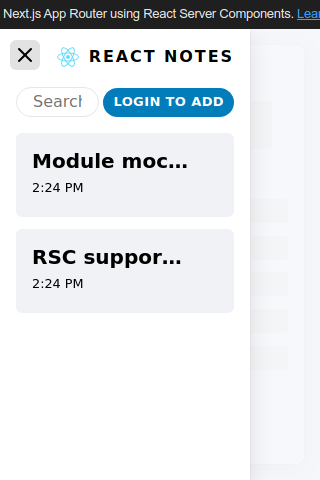 Next.js App Router using React Server Components. Lear
REACT NOTES
Search
LOGIN TO ADD
Module moc...
2:24 PM
RSC suppor...
2:24 PM